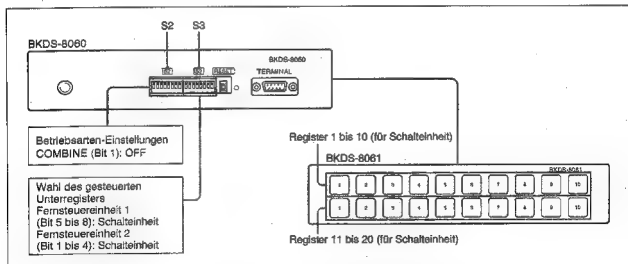 S2 S3
BKDS-8060
BKDS-8060
S2 S3 RESET TERMINAL
Betriebsarten-Einstellungen
COMBINE (Bit 1): OFF
Wahl des gesteuerten
Unterregisters
Fernsteuereinheit 1
(Bit 5 bis 8): Schalteinheit
Fernsteuereinheit 2
(Bit 1 bis 4): Schalteinheit
Register 1 bis 10 (für Schalteinheit)
BKDS-8061
BKDS-8061
1 2 3 4 5 6 7 8 9 10
1 2 3 4 5 6 7 8 9 10
Register 11 bis 20 (für Schalteinheit)